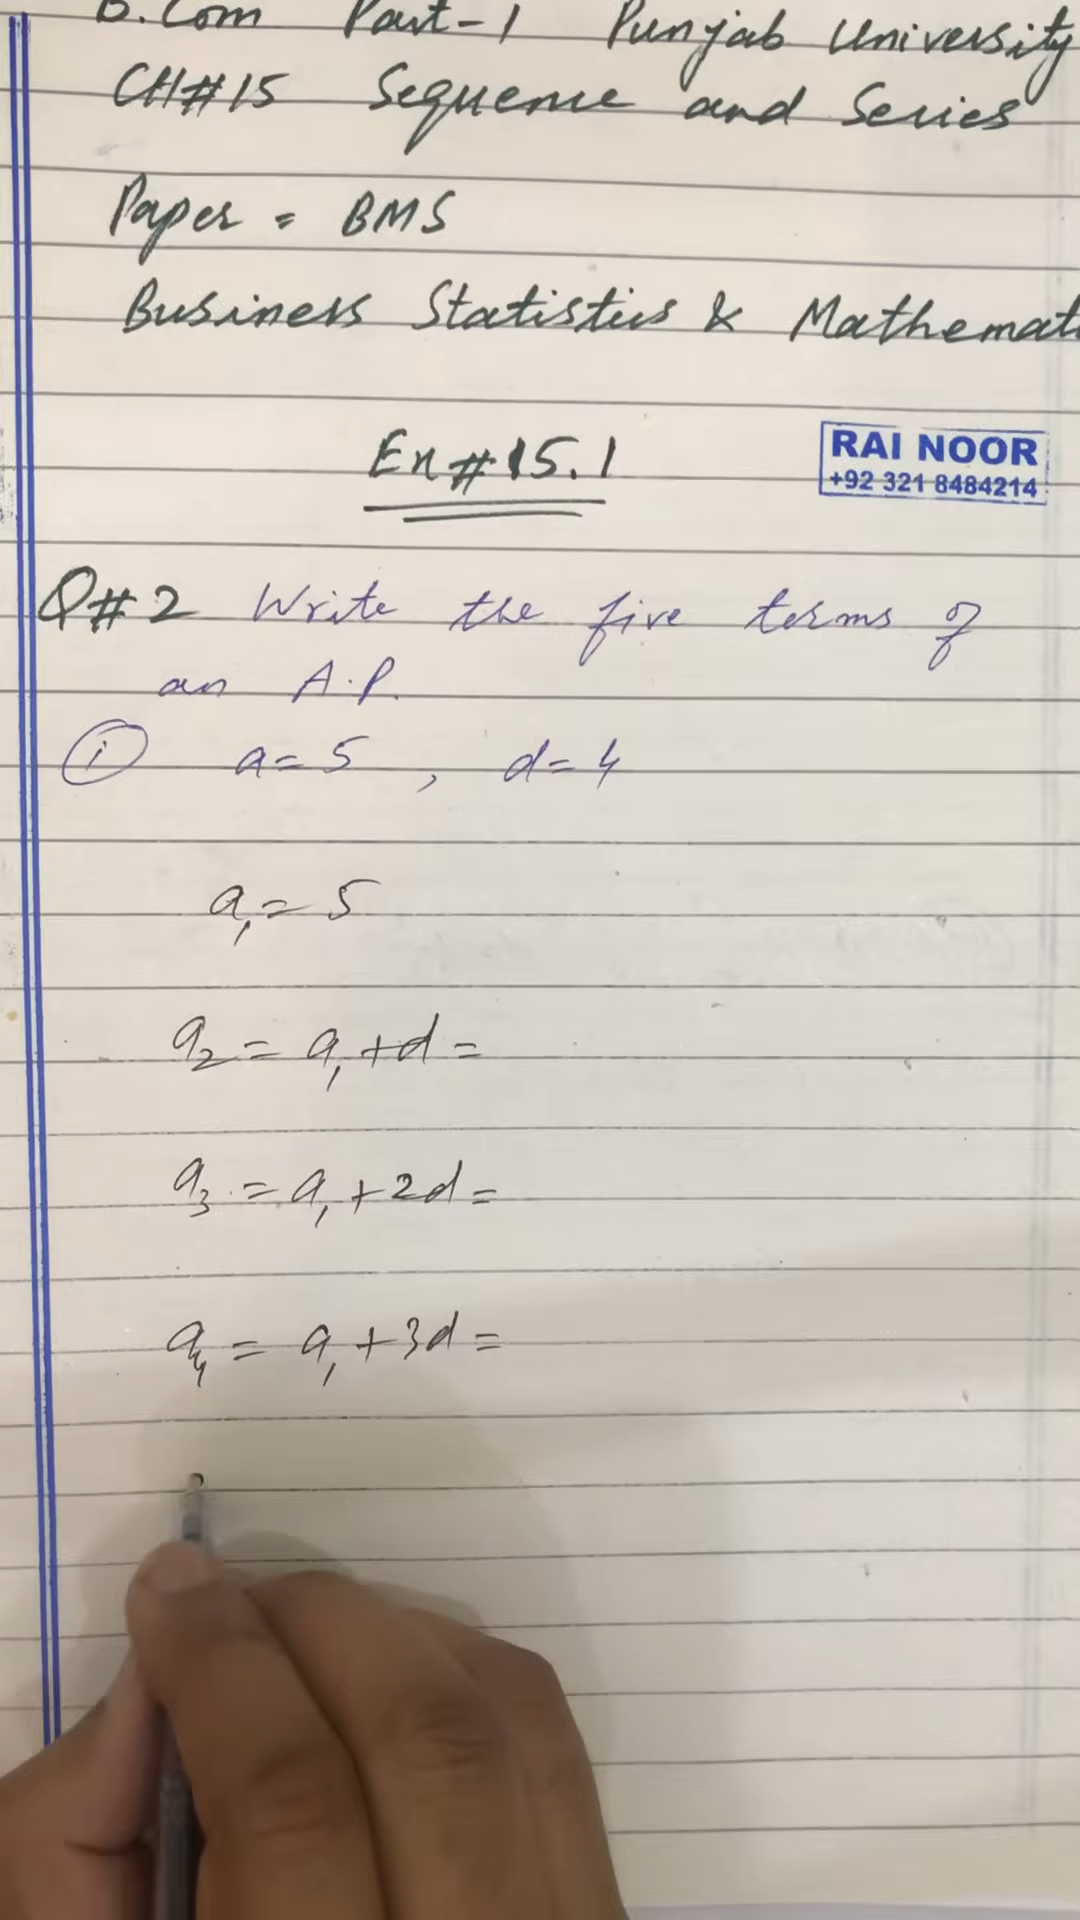 B.Com Part-1 Punjab University
CH#15 Sequence and Series
Paper = BMS
Business Statistics & Mathemat
Ex#15.1
RAI NOOR
+92 321 8484214
Q#2 Write the five terms of
an A.P.
(i) a=5 , d=4
a₁= 5
a₂ = a₁+d =
a₃ = a₁+2d=
a₄ = a₁+3d=